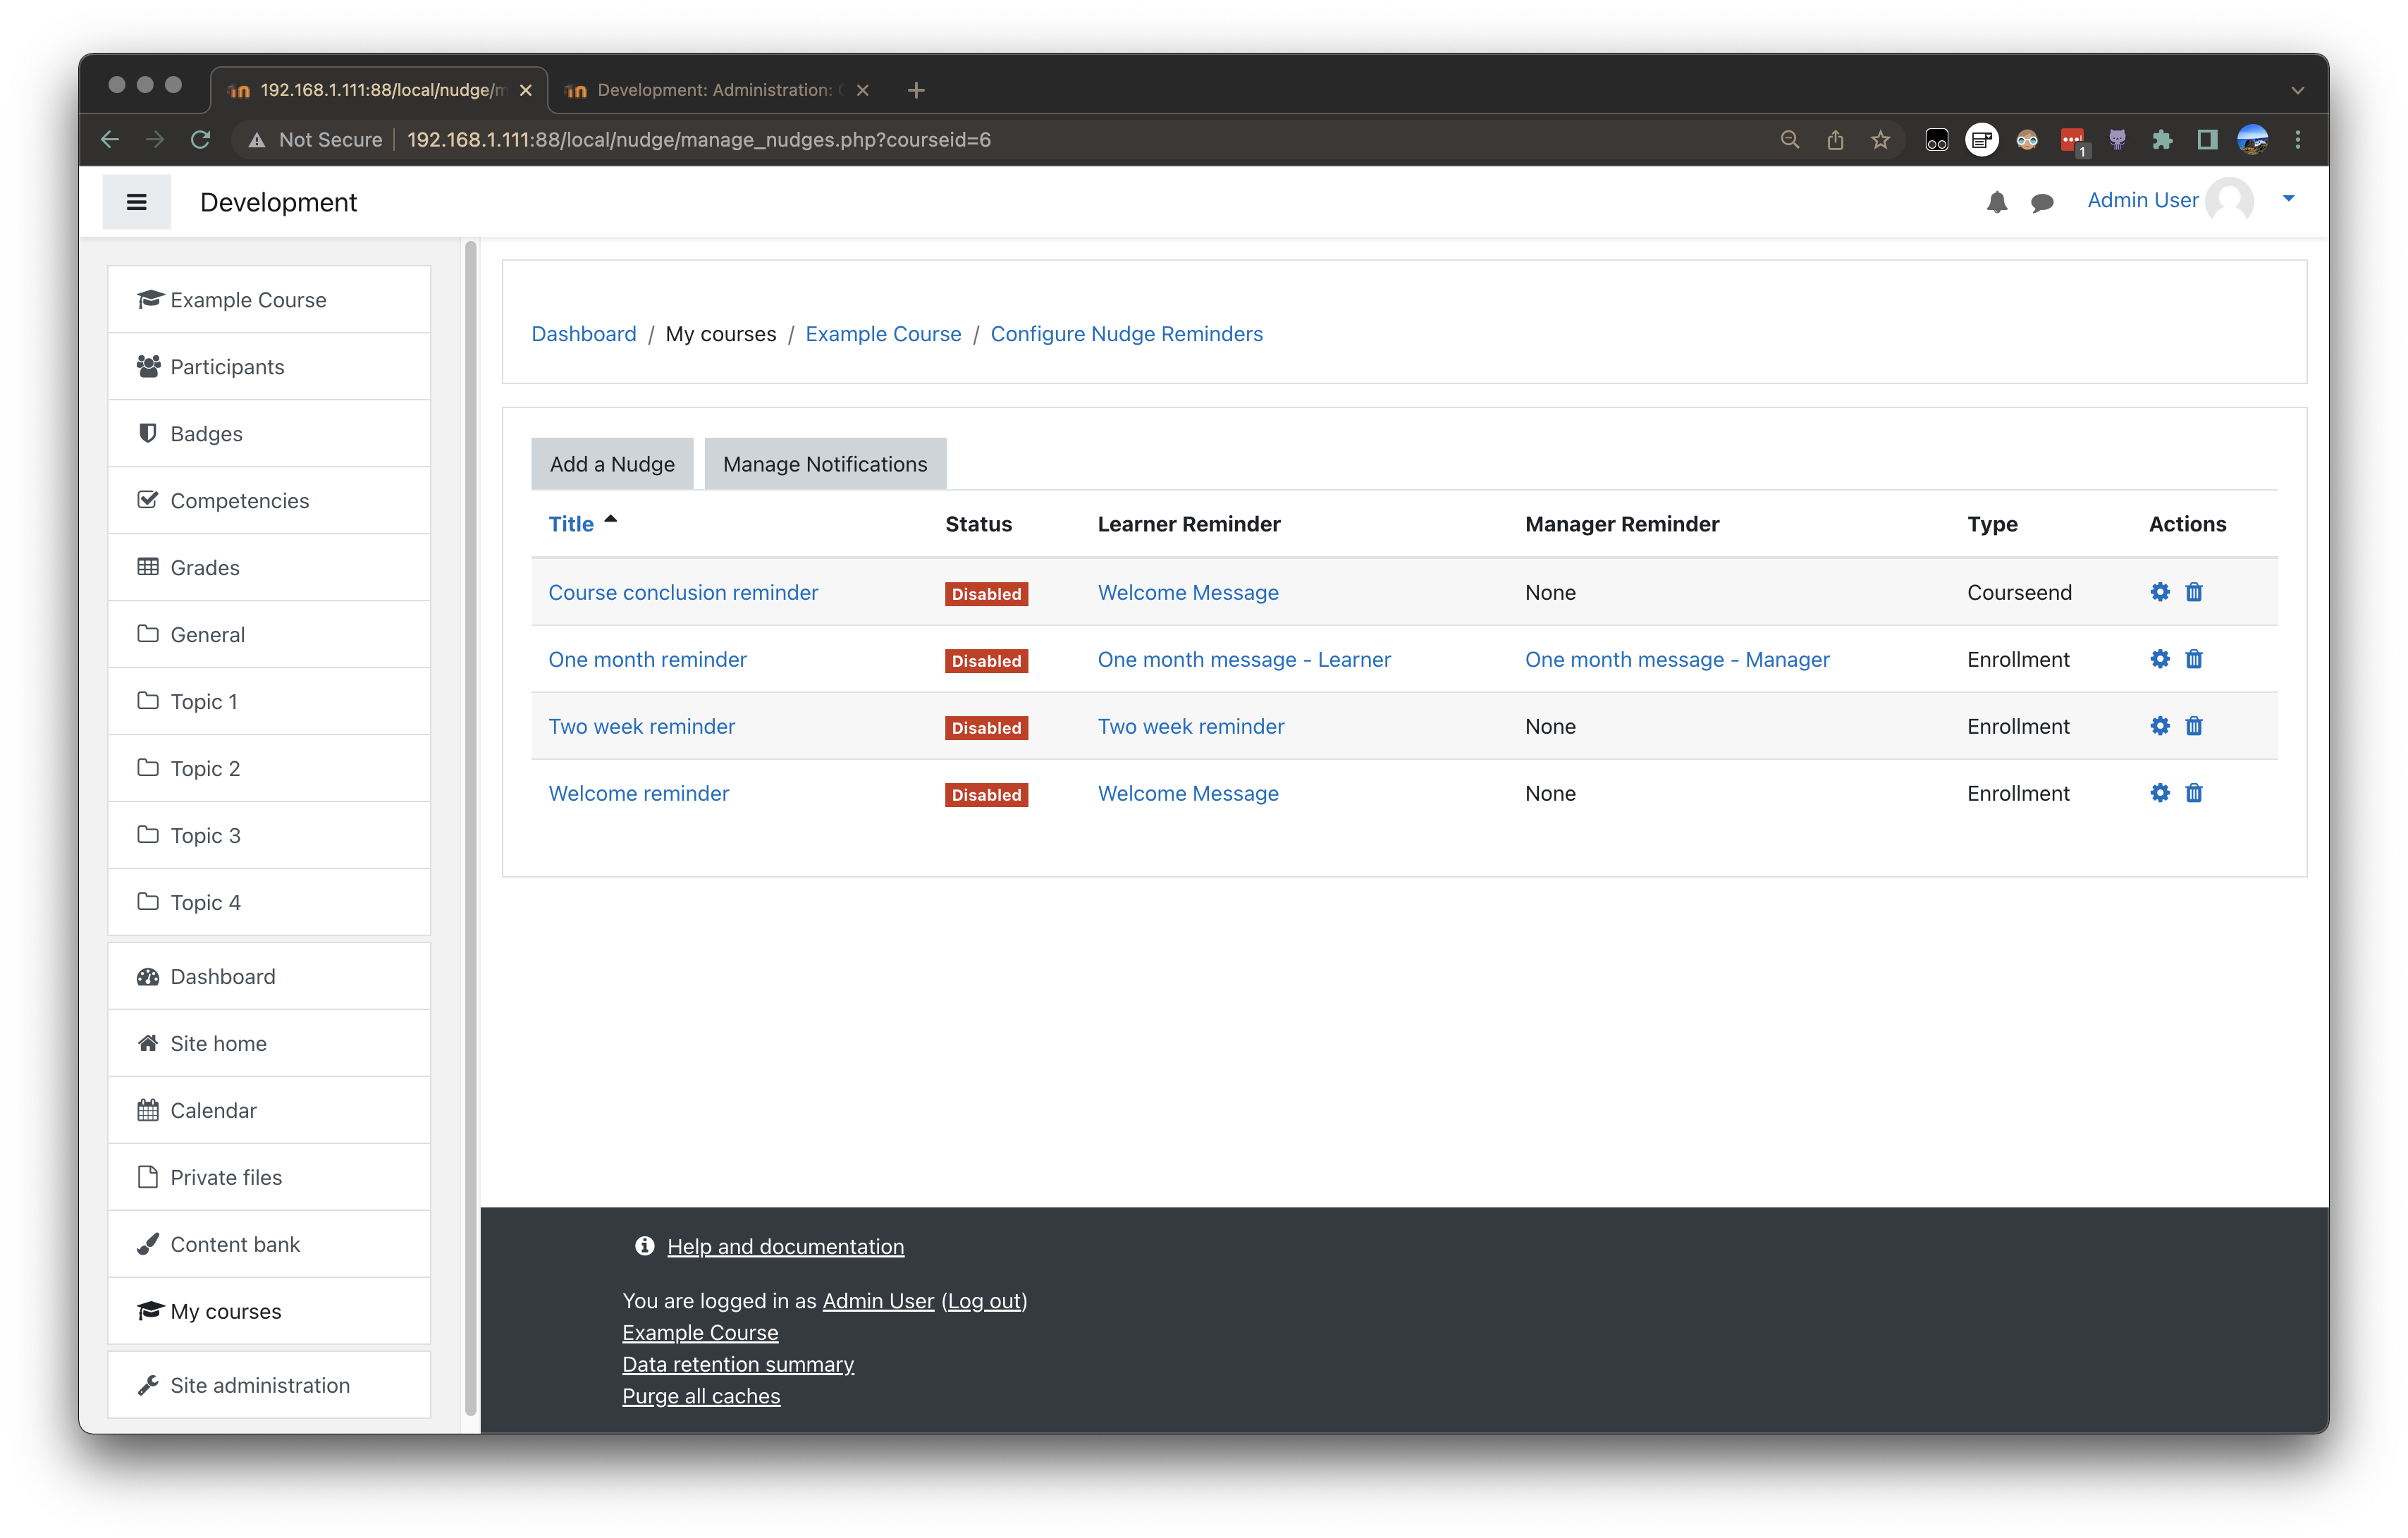 192.168.1.111:88/local/nudge/m
Development: Administration:
Not Secure 192.168.1.111:88/local/nudge/manage_nudges.php?courseid=6
1
Development
Admin User
Example Course
Participants
Badges
Competencies
Grades
General
Topic 1
Topic 2
Topic 3
Topic 4
Dashboard
Site home
Calendar
Private files
Content bank
My courses
Site administration
Dashboard / My courses / Example Course / Configure Nudge Reminders
Add a Nudge Manage Notifications
Title Status Learner Reminder Manager Reminder Type Actions
Course conclusion reminder Disabled Welcome Message None Courseend
One month reminder Disabled One month message - Learner One month message - Manager Enrollment
Two week reminder Disabled Two week reminder None Enrollment
Welcome reminder Disabled Welcome Message None Enrollment
Help and documentation
You are logged in as Admin User (Log out)
Example Course
Data retention summary
Purge all caches